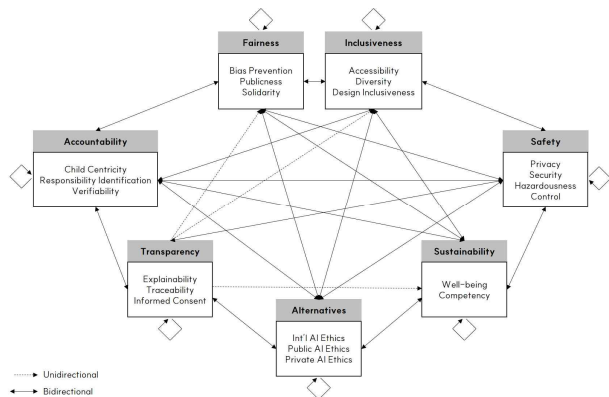 Fairness
Bias Prevention
Publicness
Solidarity
Inclusiveness
Accessibility
Diversity
Design Inclusiveness
Accountability
Child Centricity
Responsibility Identification
Verifiability
Safety
Privacy
Security
Hazardousness
Control
Transparency
Explainability
Traceability
Informed Consent
Sustainability
Well-being
Competency
Alternatives
Int'l AI Ethics
Public AI Ethics
Private AI Ethics
Unidirectional
Bidirectional